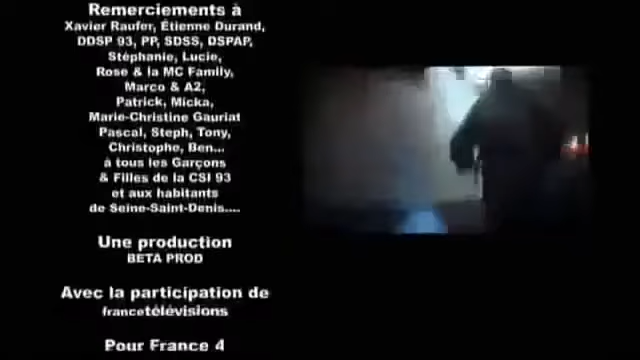 Remerciements à
Xavier Raufer, Étienne Durand,
DDSP 93, PP, SDSS, DSPAP,
Stéphanie, Lucie,
Rose & la MC Family,
Marco & A2,
Patrick, Micka,
Marie-Christine Gauriat
Pascal, Steph, Tony,
Christophe, Ben...
à tous les Garçons
& Filles de la CSI 93
et aux habitants
de Seine-Saint-Denis....
Une production
BETA PROD
Avec la participation de
francetélévisions
Pour France 4